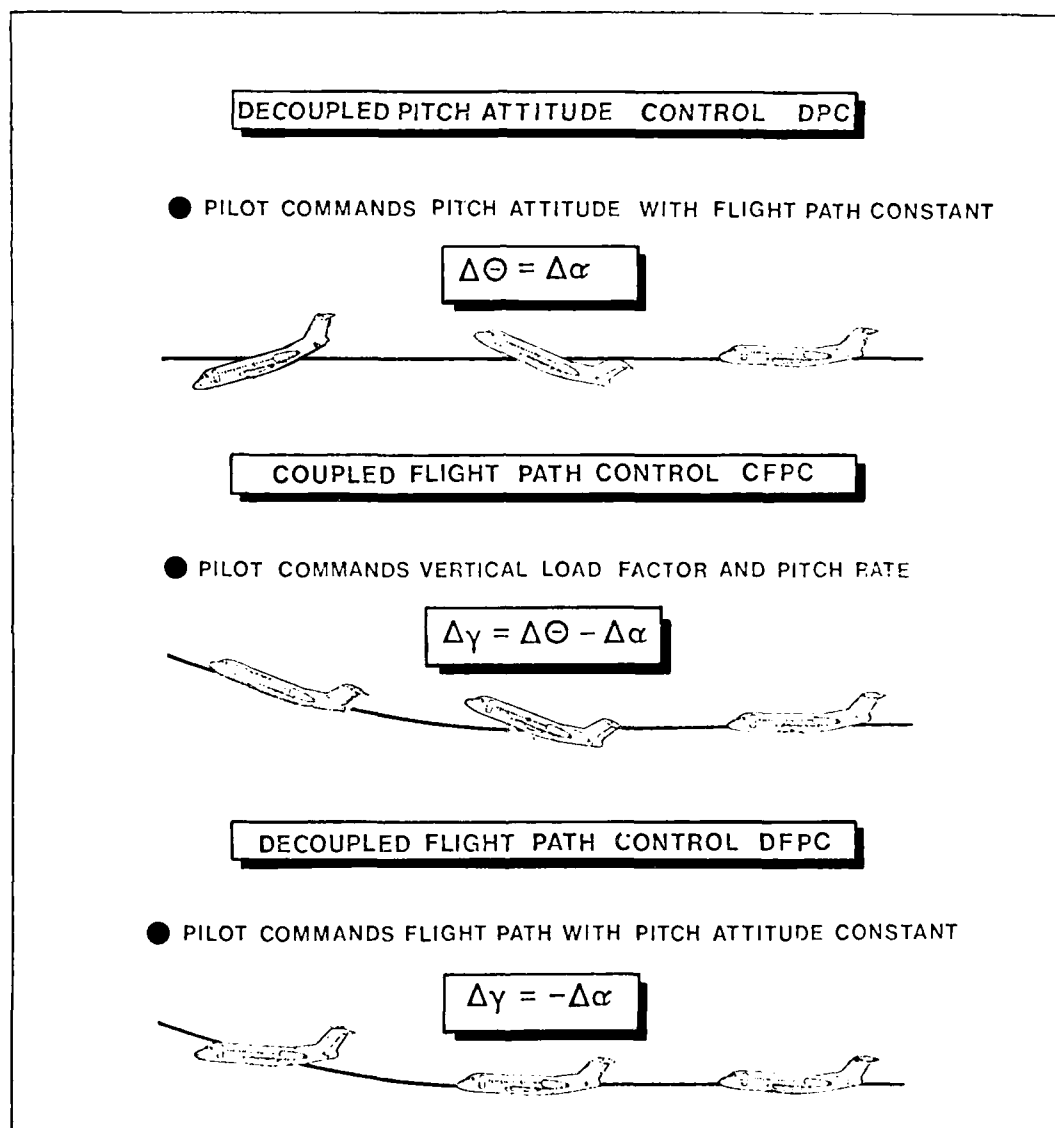 DECOUPLED PITCH ATTITUDE CONTROL DPC
● PILOT COMMANDS PITCH ATTITUDE WITH FLIGHT PATH CONSTANT
ΔΘ = Δα
COUPLED FLIGHT PATH CONTROL CFPC
● PILOT COMMANDS VERTICAL LOAD FACTOR AND PITCH RATE
Δγ = ΔΘ − Δα
DECOUPLED FLIGHT PATH CONTROL DFPC
● PILOT COMMANDS FLIGHT PATH WITH PITCH ATTITUDE CONSTANT
Δγ = −Δα